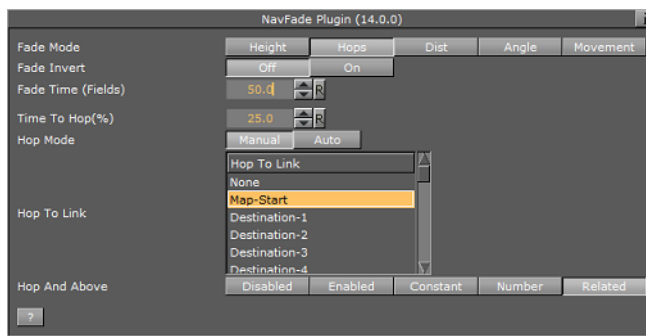 NavFade Plugin (14.0.0)
Fade Mode Height Hops Dist Angle Movement
Fade Invert Off On
Fade Time (Fields) 50.0 R
Time To Hop(%) 25.0 R
Hop Mode Manual Auto
Hop To Link
None
Map-Start
Hop To Link Destination-1
Destination-2
Destination-3
Destination-4
Hop And Above Disabled Enabled Constant Number Related
?